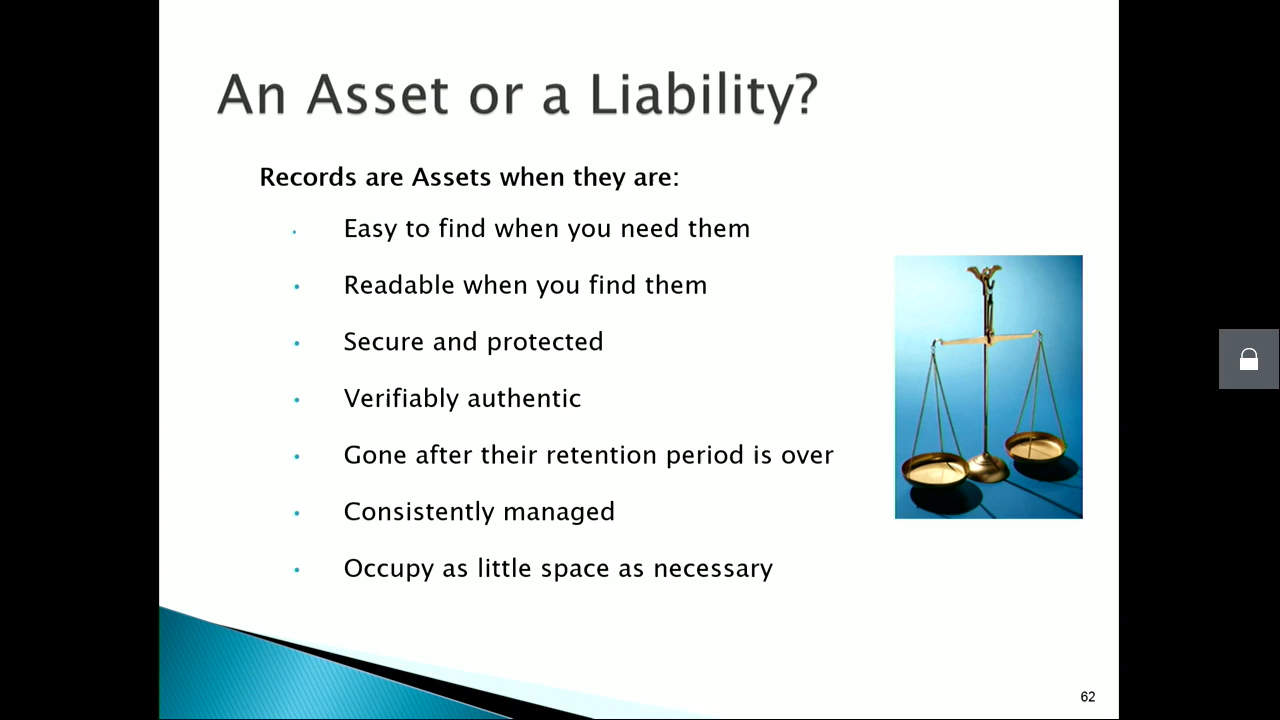 An Asset or a Liability?
Records are Assets when they are:
• Easy to find when you need them
• Readable when you find them
• Secure and protected
• Verifiably authentic
• Gone after their retention period is over
• Consistently managed
• Occupy as little space as necessary
62